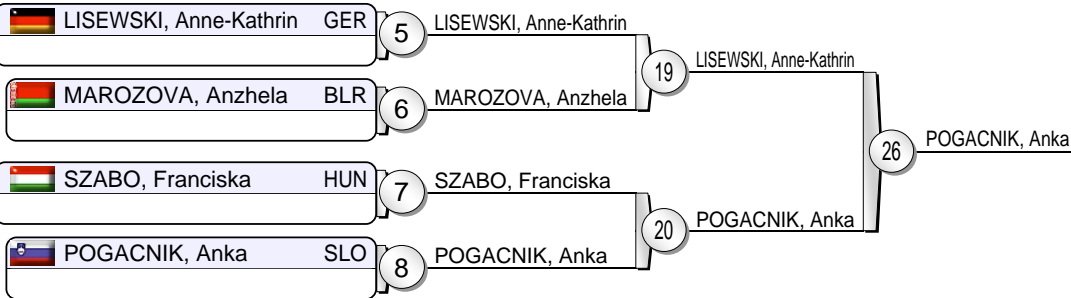 LISEWSKI, Anne-Kathrin GER
5
LISEWSKI, Anne-Kathrin
19
LISEWSKI, Anne-Kathrin
MAROZOVA, Anzhela BLR
6
MAROZOVA, Anzhela
26
POGACNIK, Anka
SZABO, Franciska HUN
7
SZABO, Franciska
20
POGACNIK, Anka
POGACNIK, Anka SLO
8
POGACNIK, Anka